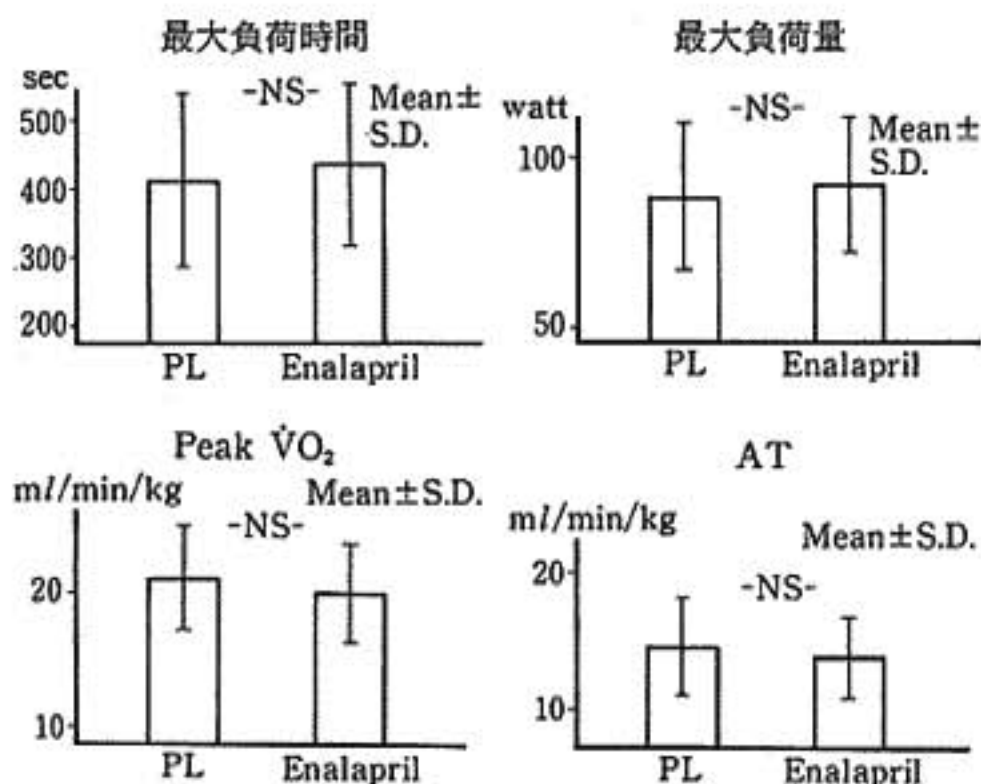 最大負荷時間
sec
-NS-
Mean±
S.D.
500
400
300
200
PL
Enalapril
最大負荷量
watt
-NS-
Mean±
S.D.
100
50
PL
Enalapril
Peak V̇O₂
ml/min/kg
Mean±S.D.
-NS-
20
10
PL
Enalapril
AT
ml/min/kg
Mean±S.D.
20
-NS-
10
PL
Enalapril